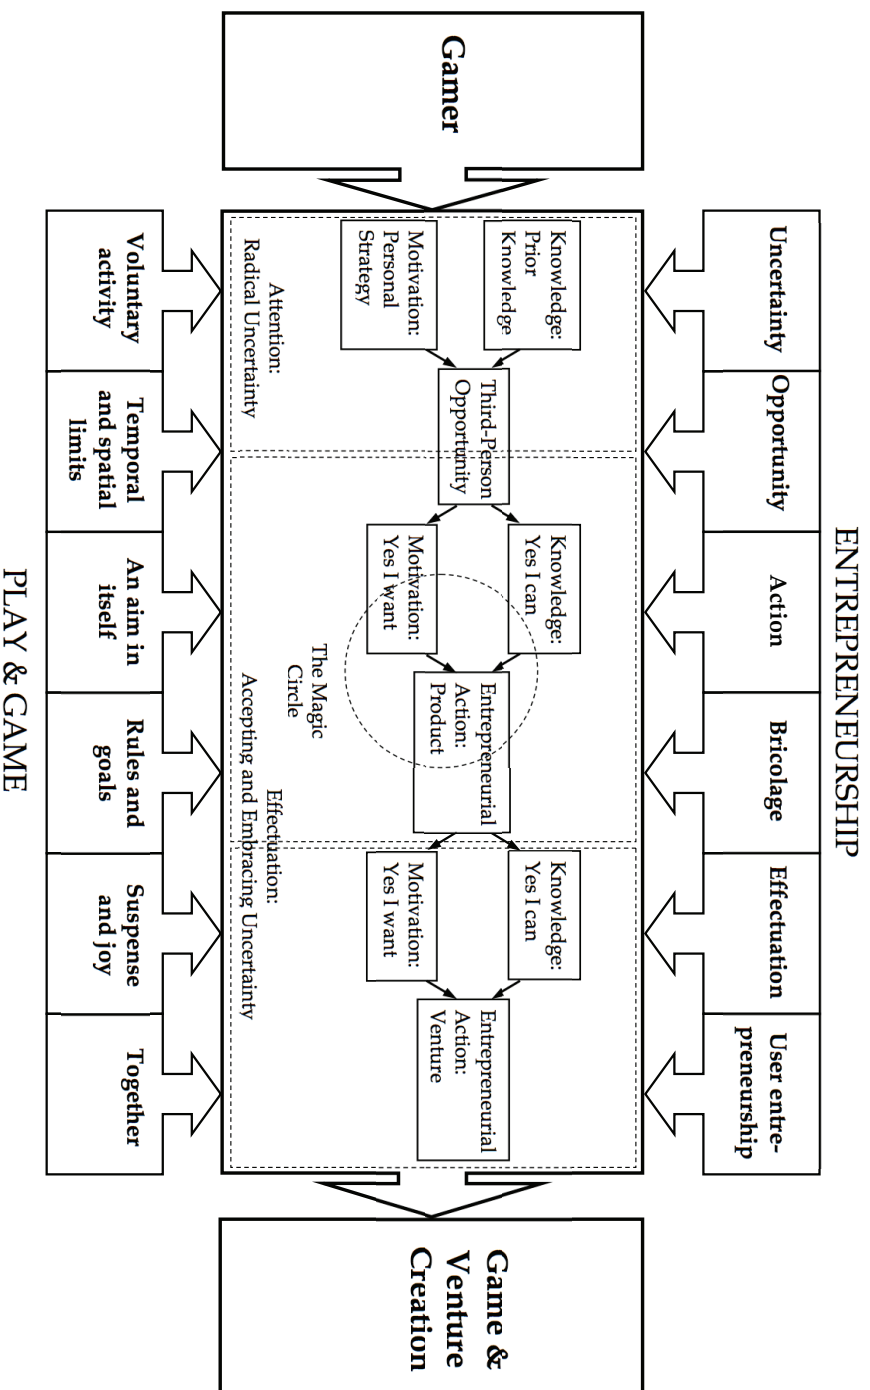 ENTREPRENEURSHIP
Uncertainty
Opportunity
Action
Bricolage
Effectuation
User entre-
preneurship
Gamer
Knowledge:
Prior
Knowledge
Motivation:
Personal
Strategy
Attention:
Radical Uncertainty
Third-Person
Opportunity
Knowledge:
Yes I can
Motivation:
Yes I want
The Magic
Circle
Entrepreneurial
Action:
Product
Effectuation:
Accepting and Embracing Uncertainty
Knowledge:
Yes I can
Motivation:
Yes I want
Entrepreneurial
Action:
Venture
Game &
Venture
Creation
Voluntary
activity
Temporal
and spatial
limits
An aim in
itself
Rules and
goals
Suspense
and joy
Together
PLAY & GAME